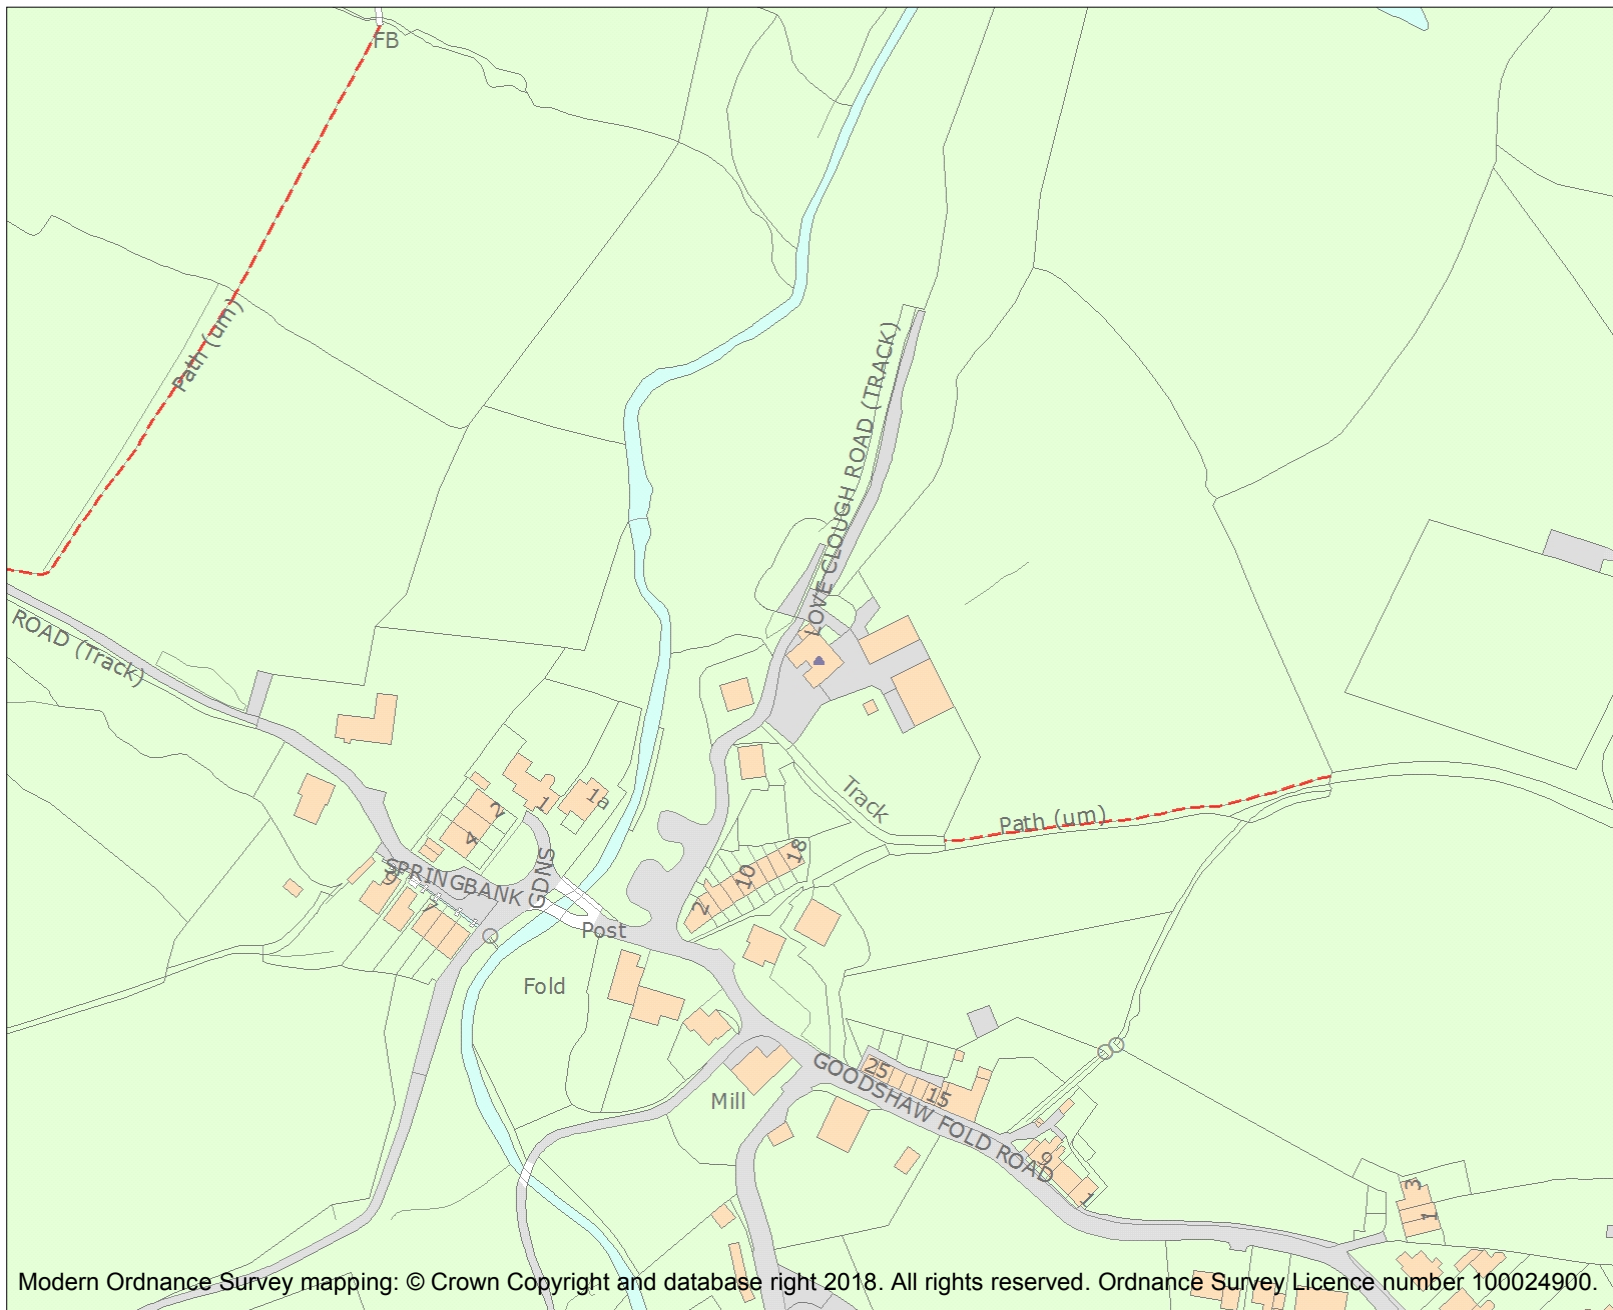 FB
Path (um)
LOVE CLOUGH ROAD (TRACK)
ROAD (Track)
Track
Path (um)
1a
1
2
4
GDNS
SPRINGBANK
9
7
18
10
2
Post
Fold
Mill
GOODSHAW FOLD ROAD
25
15
9
1
3
1
Modern Ordnance Survey mapping: © Crown Copyright and database right 2018. All rights reserved. Ordnance Survey Licence number 100024900.